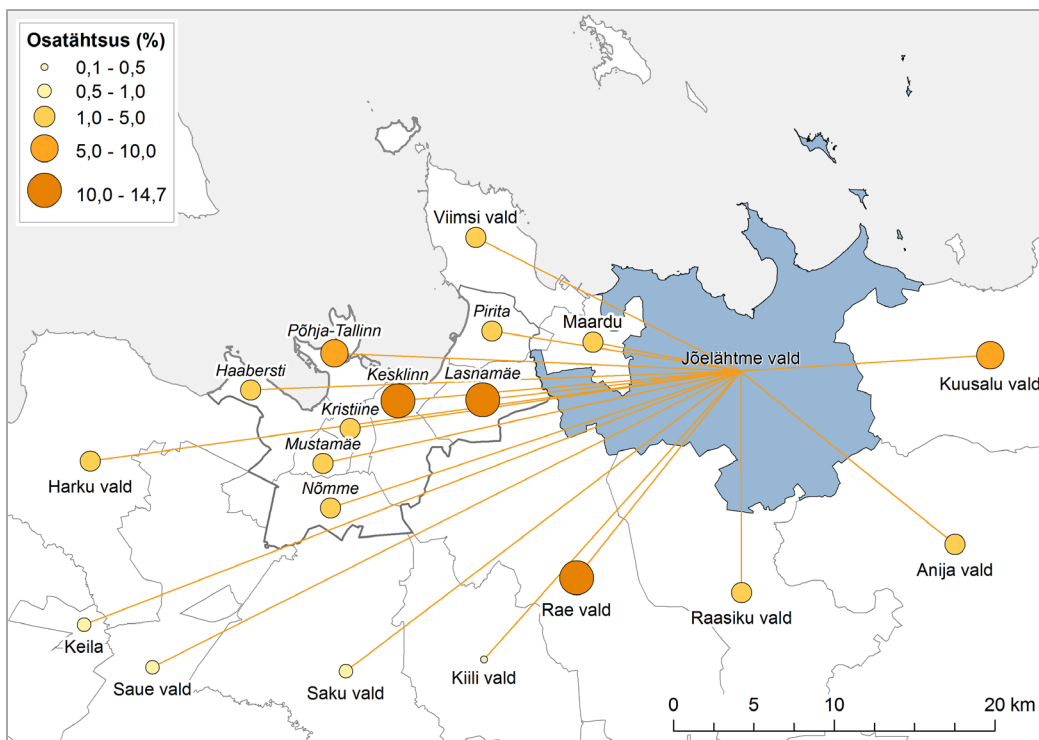 Osatähtsus (%)
0,1 - 0,5
0,5 - 1,0
1,0 - 5,0
5,0 - 10,0
10,0 - 14,7
Viimsi vald
Pirita
Maardu
Põhja-Tallinn
Jõelähtme vald
Haabersti
Kesklinn
Lasnamäe
Kuusalu vald
Kristiine
Mustamäe
Harku vald
Nõmme
Anija vald
Rae vald
Raasiku vald
Keila
Kiili vald
Saue vald
Saku vald
0 5 10 20 km